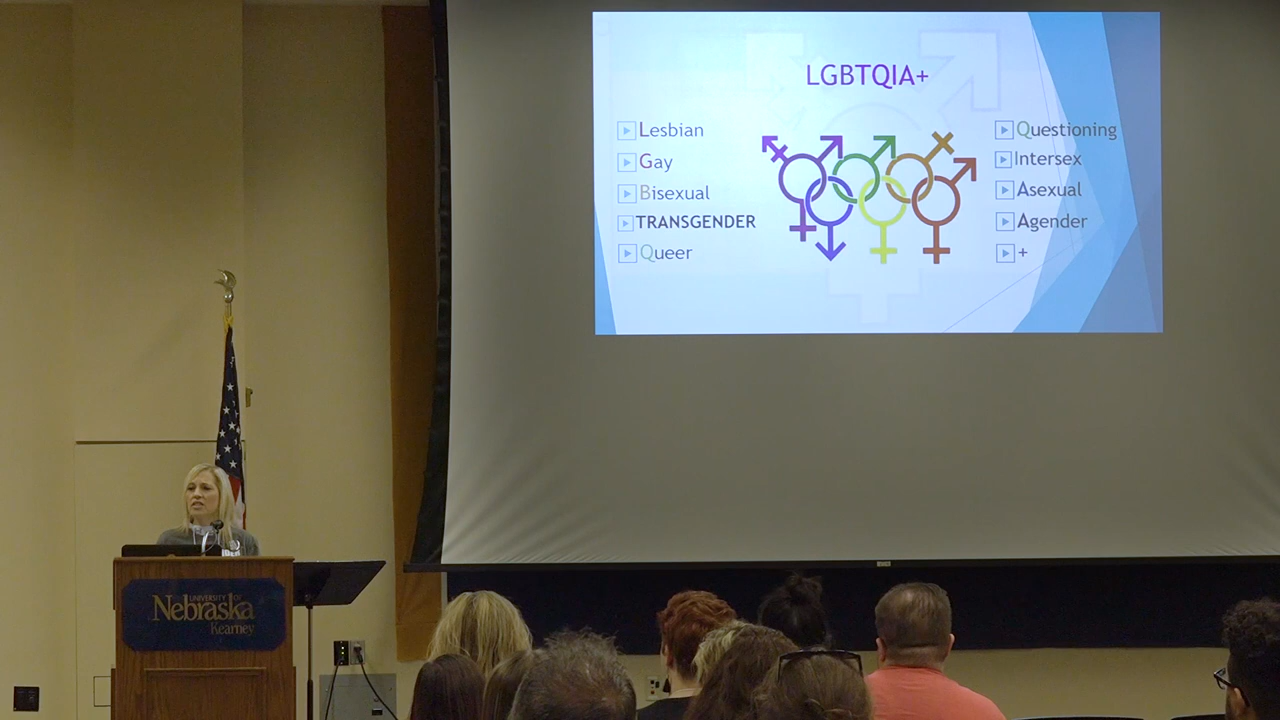 LGBTQIA+
Lesbian
Gay
Bisexual
TRANSGENDER
Queer
Questioning
Intersex
Asexual
Agender
+
UNIVERSITY OF
Nebraska
Kearney